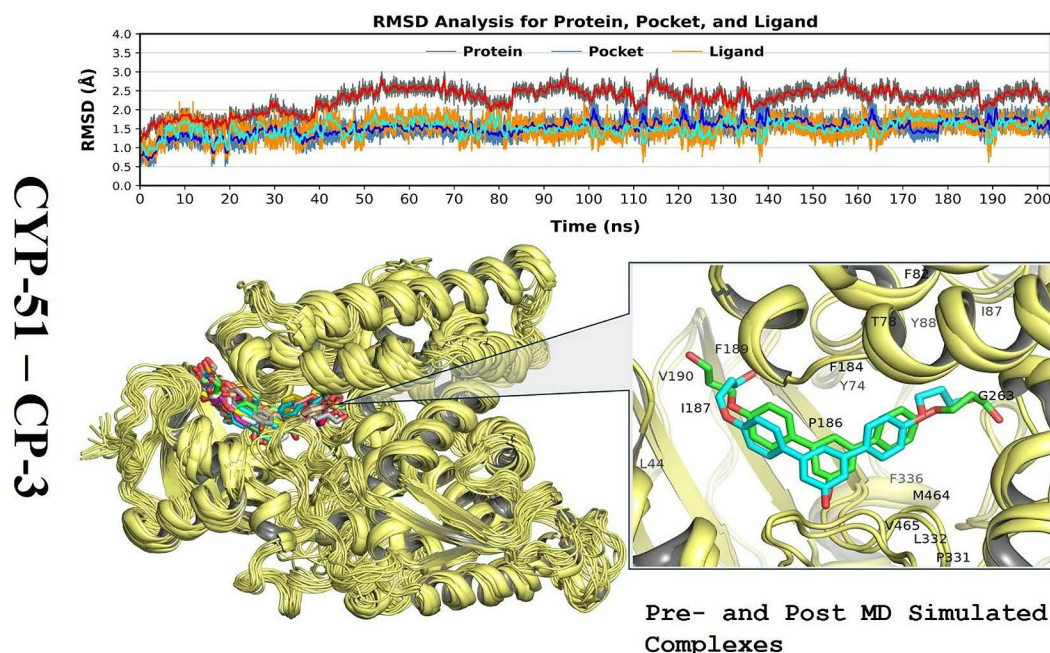 RMSD Analysis for Protein, Pocket, and Ligand
4.0
3.5
3.0
2.5
2.0
1.5
1.0
0.5
0.0
RMSD (Å)
Protein Pocket Ligand
0 10 20 30 40 50 60 70 80 90 100 110 120 130 140 150 160 170 180 190 200
Time (ns)
CYP-51 – CP-3
F82
I87
T78 Y88
F189
F184
V190
Y74
G263
I187
P186
L44
F336
M464
V465
L332
P331
Pre- and Post MD Simulated
Complexes